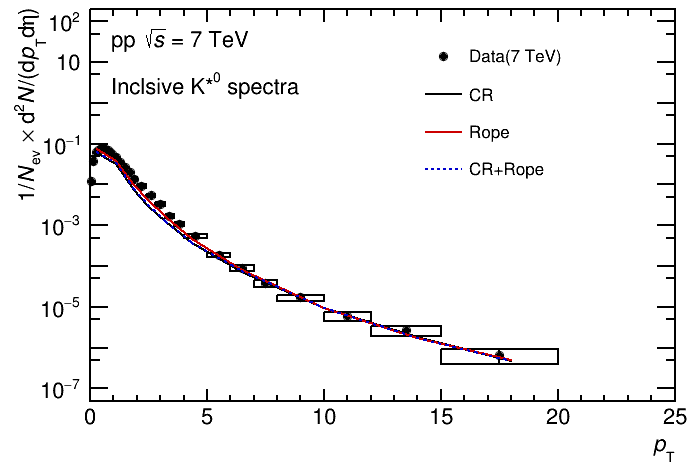 pp √s = 7 TeV
Inclsive K*⁰ spectra
Data(7 TeV)
CR
Rope
CR+Rope
1/Nev × d²N/(dpTdη)
10²
10
10⁻¹
10⁻³
10⁻⁵
10⁻⁷
0 5 10 15 20 25
pT